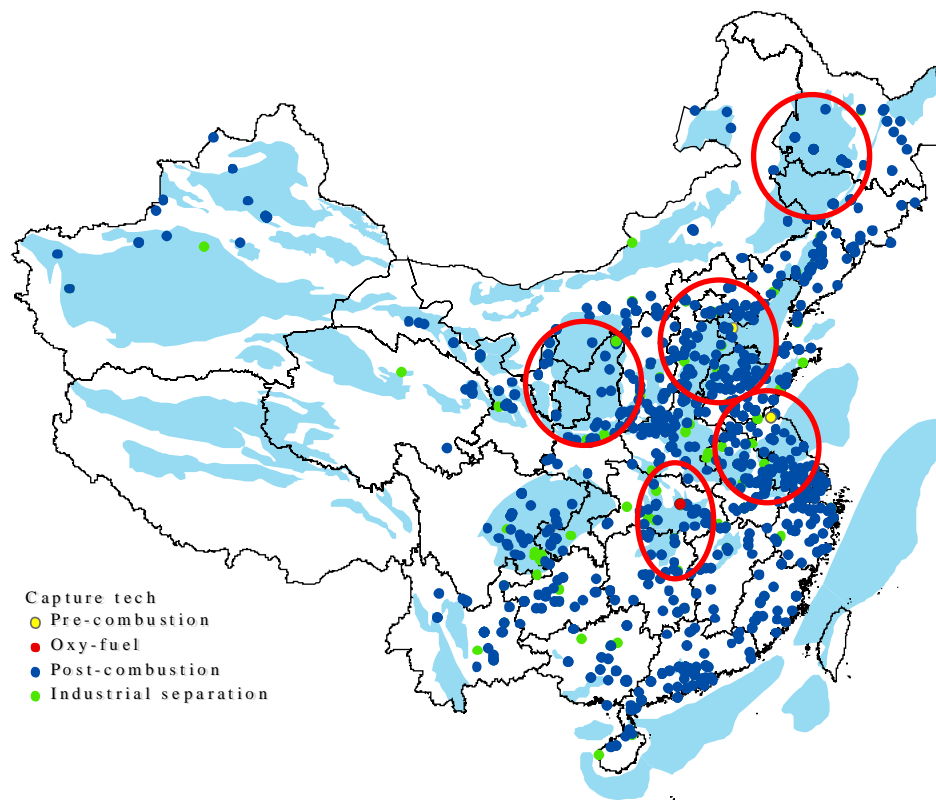 Capture tech
Pre-combustion
Oxy-fuel
Post-combustion
Industrial separation